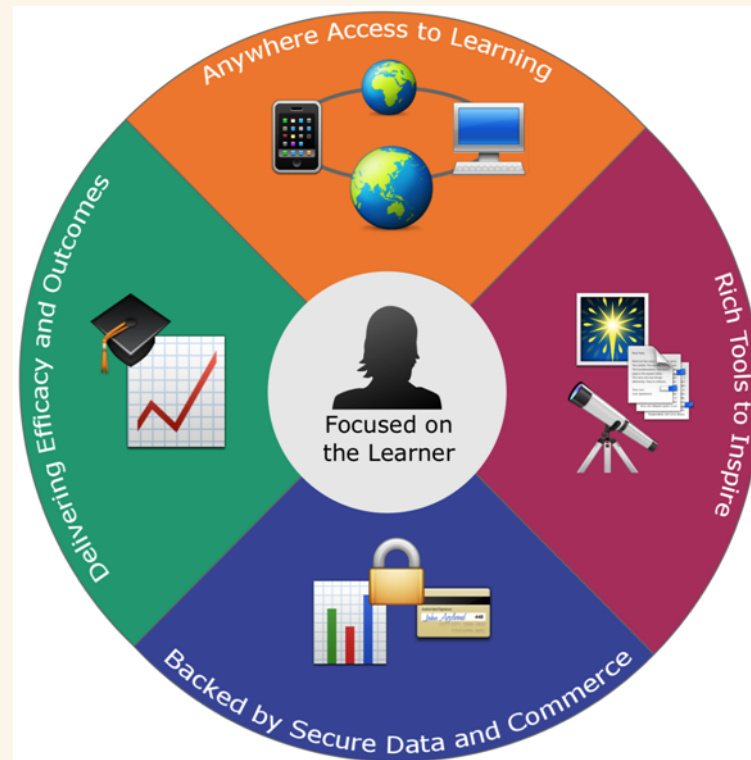 Anywhere Access to Learning
Rich Tools to Inspire
Delivering Efficacy and Outcomes
Focused on
the Learner
Backed by Secure Data and Commerce